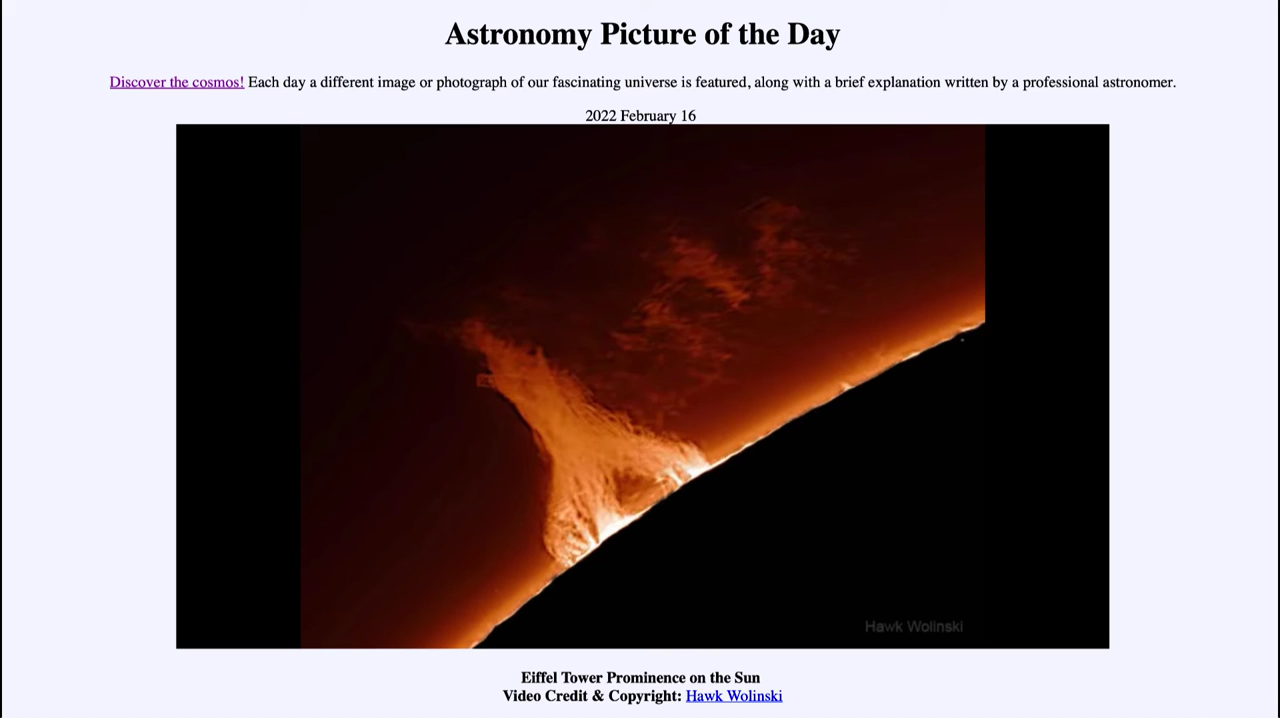 Astronomy Picture of the Day
Discover the cosmos! Each day a different image or photograph of our fascinating universe is featured, along with a brief explanation written by a professional astronomer.
2022 February 16
Hawk Wolinski
Eiffel Tower Prominence on the Sun
Video Credit & Copyright: Hawk Wolinski